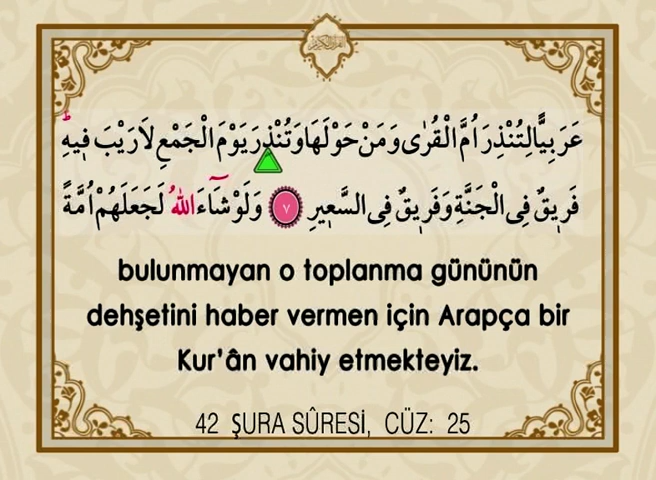 عَرَبِيًّا لِتُنْذِرَ اُمَّ الْقُرٰى وَمَنْ حَوْلَهَا وَتُنْذِرَ يَوْمَ الْجَمْعِ لَا رَيْبَ ف۪يهِۜ
فَر۪يقٌ فِي الْجَنَّةِ وَفَر۪يقٌ فِي السَّع۪يرِ ٧ وَلَوْ شَٓاءَ اللّٰهُ لَجَعَلَهُمْ اُمَّةً
bulunmayan o toplanma gününün
dehşetini haber vermen için Arapça bir
Kur'ân vahiy etmekteyiz.
42 ŞURA SÛRESİ, CÜZ: 25